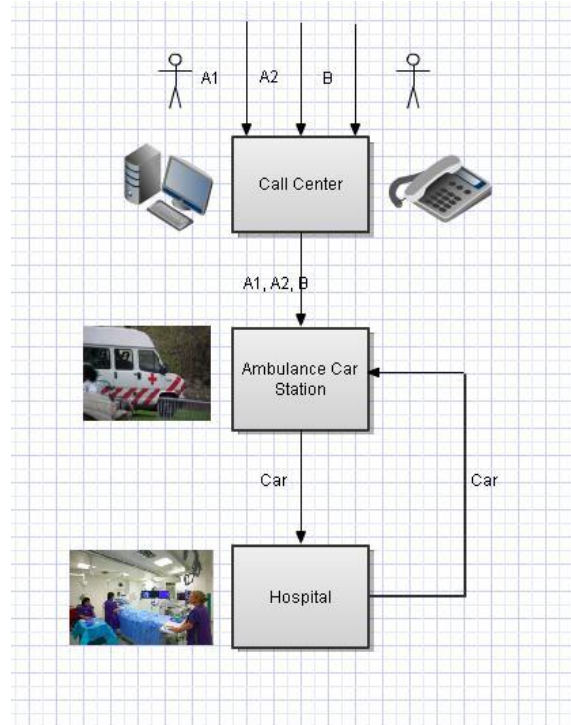 A1
A2
B
Call Center
A1, A2, B
Ambulance Car
Station
Car
Car
Hospital